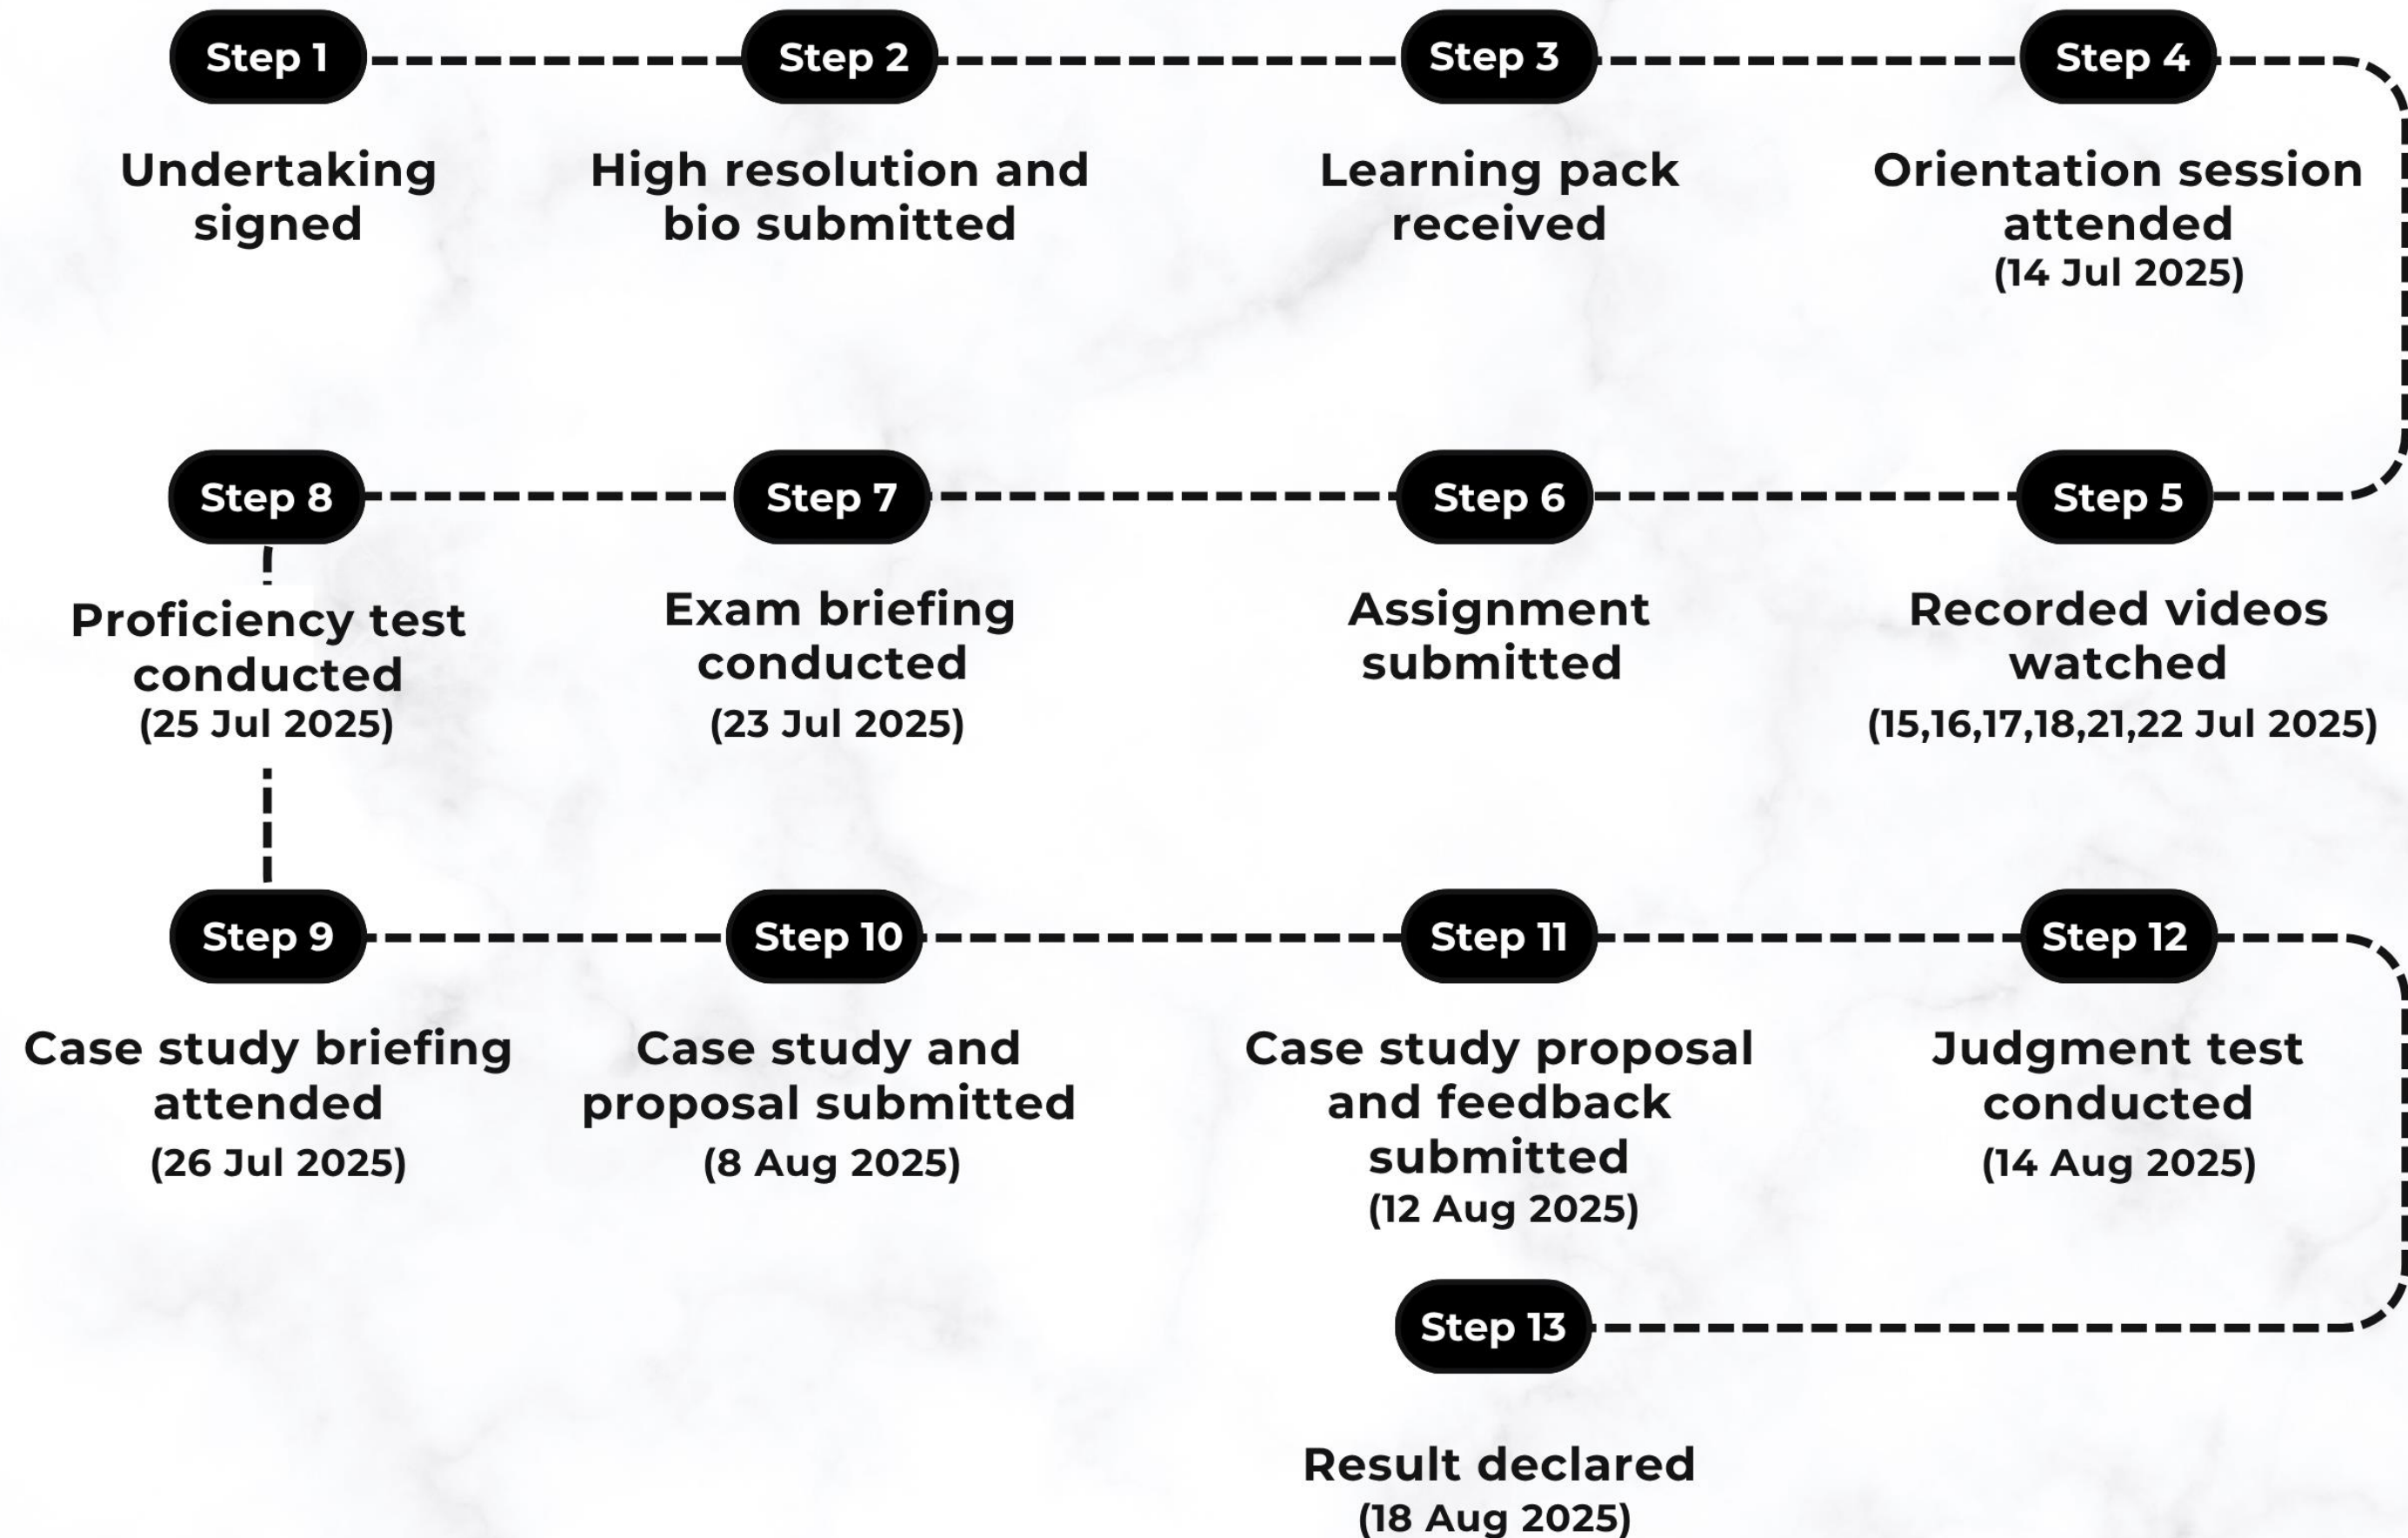 Step 1
Undertaking
signed
Step 2
High resolution and
bio submitted
Step 3
Learning pack
received
Step 4
Orientation session
attended
(14 Jul 2025)
Step 5
Recorded videos
watched
(15,16,17,18,21,22 Jul 2025)
Step 6
Assignment
submitted
Step 7
Exam briefing
conducted
(23 Jul 2025)
Step 8
Proficiency test
conducted
(25 Jul 2025)
Step 9
Case study briefing
attended
(26 Jul 2025)
Step 10
Case study and
proposal submitted
(8 Aug 2025)
Step 11
Case study proposal
and feedback
submitted
(12 Aug 2025)
Step 12
Judgment test
conducted
(14 Aug 2025)
Step 13
Result declared
(18 Aug 2025)